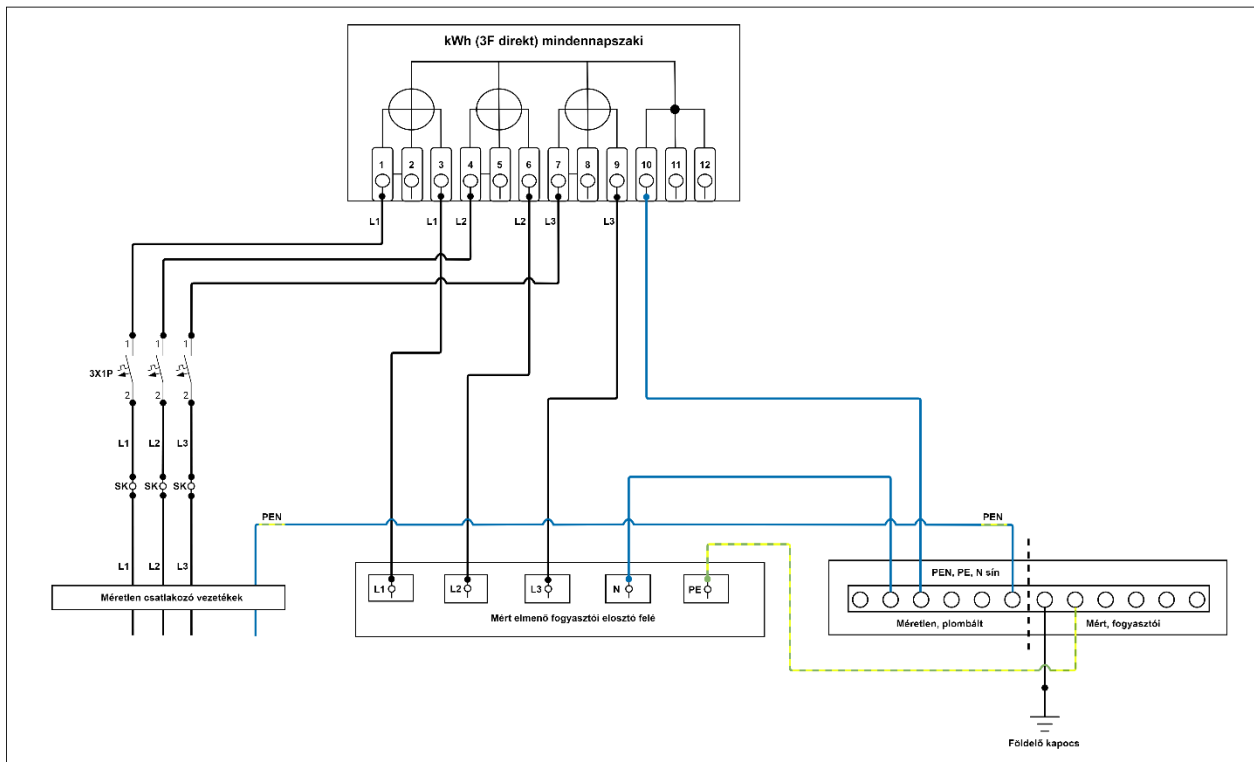 kWh (3F direkt) mindennapszaki
1 2 3 4 5 6 7 8 9 10 11 12
L1 L1 L2 L2 L3 L3
1 1 1
3X1P
2 2 2
L1 L2 L3
SK SK SK
PEN PEN
L1 L2 L3
Méretlen csatlakozó vezetékek
L1 L2 L3 N PE
Mért elmenő fogyasztói elosztó felé
PEN, PE, N sín
Méretlen, plombált Mért, fogyasztói
Földelő kapocs